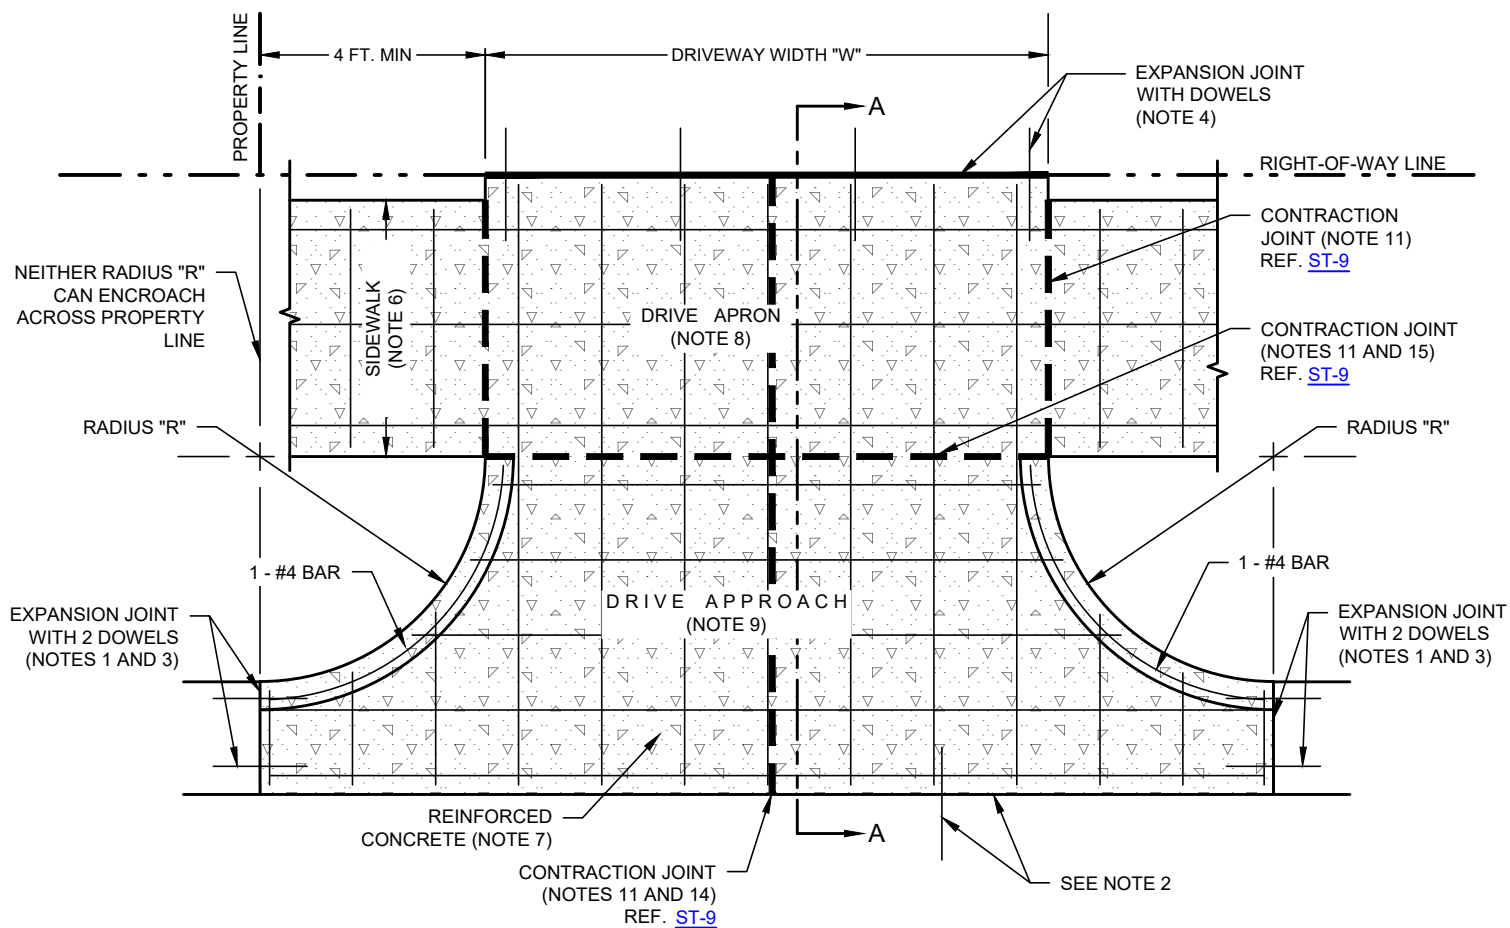 PROPERTY LINE
4 FT. MIN
DRIVEWAY WIDTH "W"
EXPANSION JOINT
WITH DOWELS
(NOTE 4)
A
RIGHT-OF-WAY LINE
CONTRACTION
JOINT (NOTE 11)
REF. ST-9
NEITHER RADIUS "R"
CAN ENCROACH
ACROSS PROPERTY
LINE
SIDEWALK
(NOTE 6)
DRIVE APRON
(NOTE 8)
CONTRACTION JOINT
(NOTES 11 AND 15)
REF. ST-9
RADIUS "R"
RADIUS "R"
1 - #4 BAR
1 - #4 BAR
DRIVE APPROACH
(NOTE 9)
EXPANSION JOINT
WITH 2 DOWELS
(NOTES 1 AND 3)
EXPANSION JOINT
WITH 2 DOWELS
(NOTES 1 AND 3)
REINFORCED
CONCRETE (NOTE 7)
A
CONTRACTION JOINT
(NOTES 11 AND 14)
REF. ST-9
SEE NOTE 2